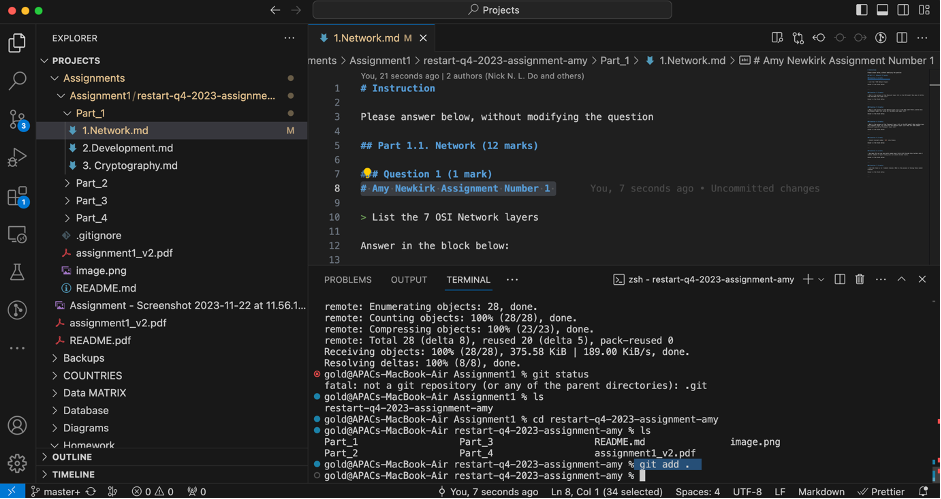 Projects
EXPLORER
PROJECTS
Assignments
Assignment1/restart-q4-2023-assignme...
Part_1
1.Network.md M
2.Development.md
3. Cryptography.md
Part_2
Part_3
Part_4
.gitignore
assignment1_v2.pdf
image.png
README.md
Assignment - Screenshot 2023-11-22 at 11.56.1...
assignment1_v2.pdf
README.pdf
Backups
COUNTRIES
Data MATRIX
Database
Diagrams
Homework
OUTLINE
TIMELINE
3
1
1.Network.md M
ments > Assignment1 > restart-q4-2023-assignment-amy > Part_1 > 1.Network.md > # Amy Newkirk Assignment Number 1
You, 21 seconds ago | 2 authors (Nick N. L. Do and others)
1 # Instruction
2
3 Please answer below, without modifying the question
4
5 ## Part 1.1. Network (12 marks)
6
7 ### Question 1 (1 mark)
8 # Amy Newkirk Assignment Number 1 You, 7 seconds ago • Uncommitted changes
9
10 > List the 7 OSI Network layers
11
12 Answer in the block below:
13
PROBLEMS OUTPUT TERMINAL ... zsh - restart-q4-2023-assignment-amy
remote: Enumerating objects: 28, done.
remote: Counting objects: 100% (28/28), done.
remote: Compressing objects: 100% (23/23), done.
remote: Total 28 (delta 8), reused 20 (delta 5), pack-reused 0
Receiving objects: 100% (28/28), 375.58 KiB | 189.00 KiB/s, done.
Resolving deltas: 100% (8/8), done.
gold@APACs-MacBook-Air Assignment1 % git status
fatal: not a git repository (or any of the parent directories): .git
gold@APACs-MacBook-Air Assignment1 % ls
restart-q4-2023-assignment-amy
gold@APACs-MacBook-Air Assignment1 % cd restart-q4-2023-assignment-amy
gold@APACs-MacBook-Air restart-q4-2023-assignment-amy % ls
Part_1 Part_3 README.md image.png
Part_2 Part_4 assignment1_v2.pdf
gold@APACs-MacBook-Air restart-q4-2023-assignment-amy % git add .
gold@APACs-MacBook-Air restart-q4-2023-assignment-amy %
master+ 0 0 0 You, 7 seconds ago Ln 8, Col 1 (34 selected) Spaces: 4 UTF-8 LF Markdown Prettier